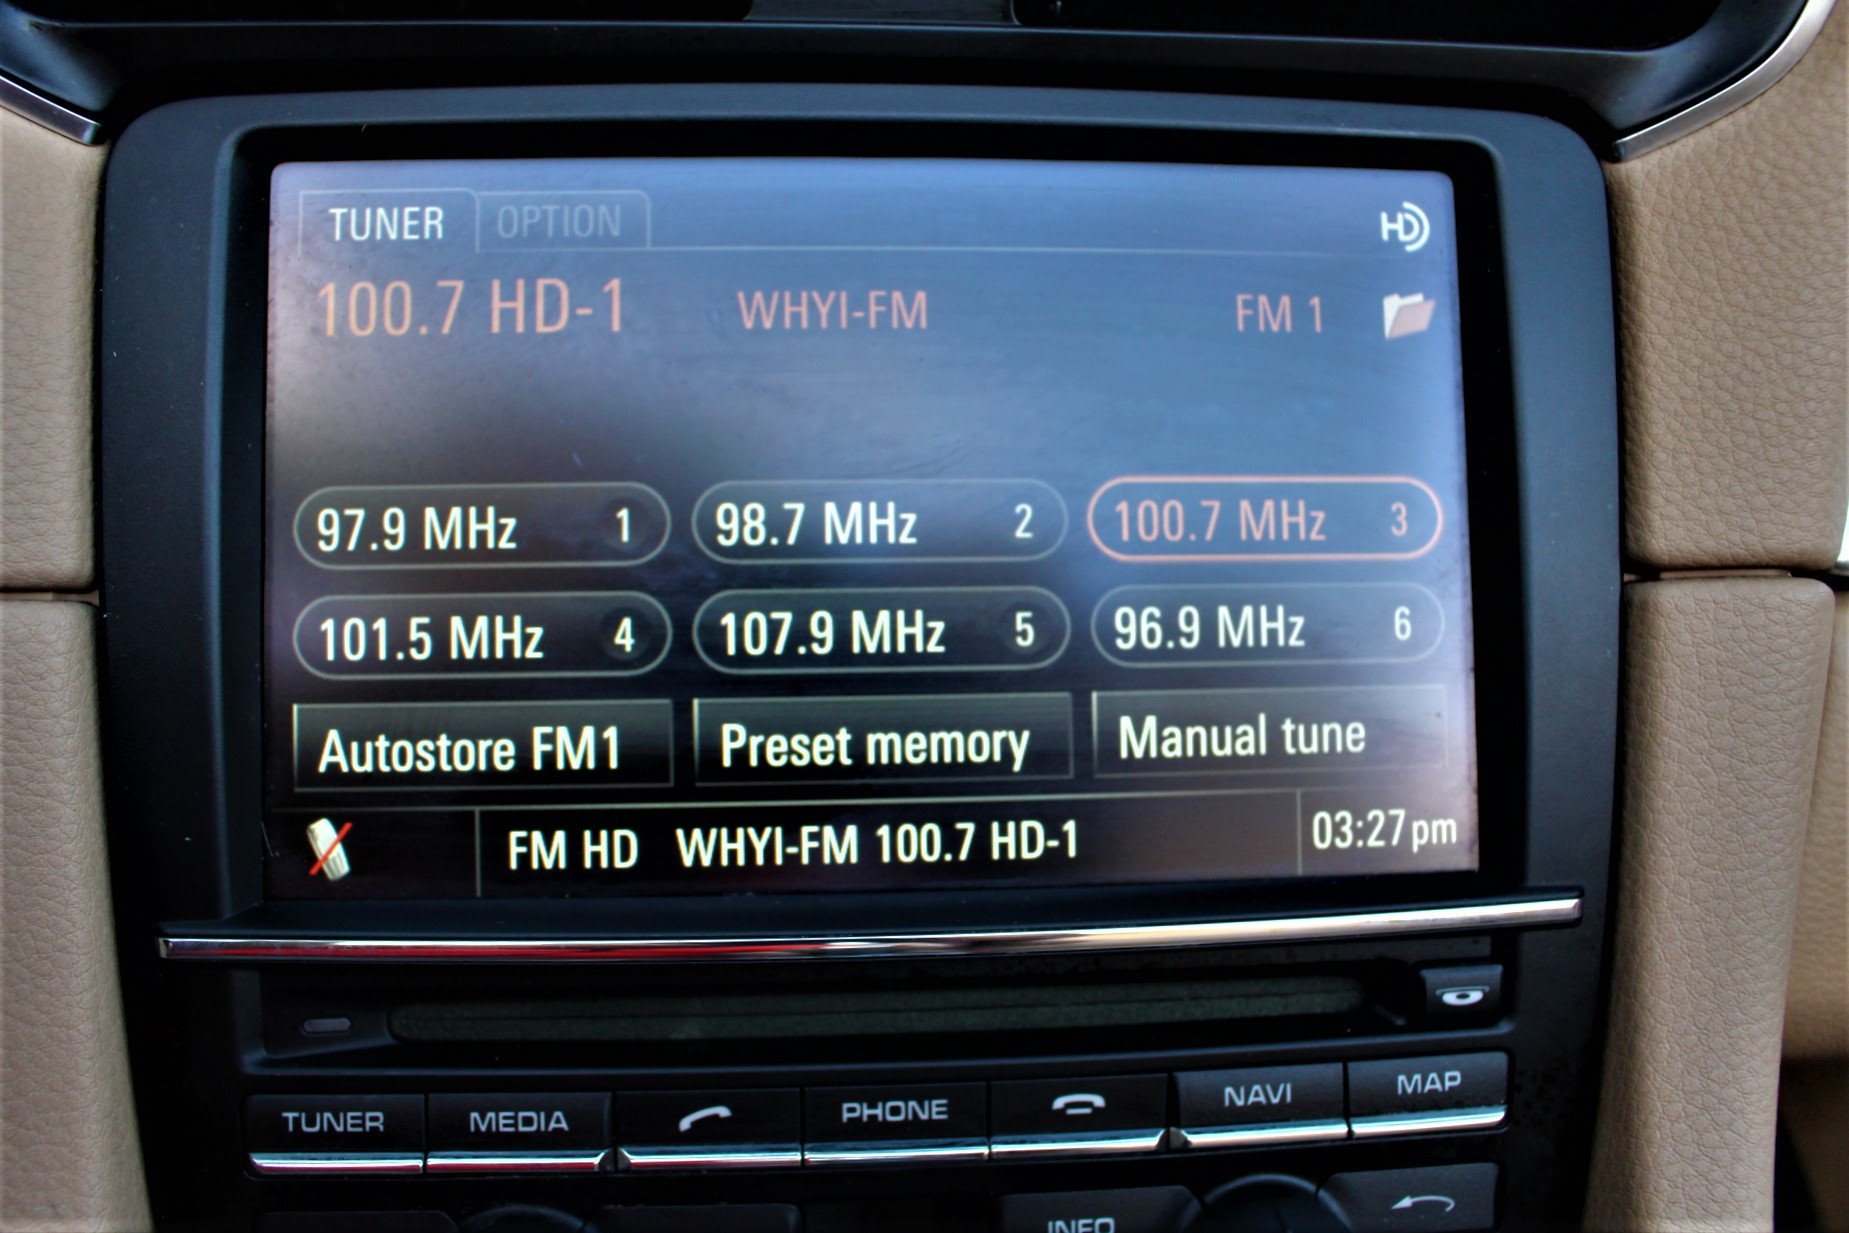 TUNER OPTION HD
100.7 HD-1 WHYI-FM FM 1
97.9 MHz 1 98.7 MHz 2 100.7 MHz 3
101.5 MHz 4 107.9 MHz 5 96.9 MHz 6
Autostore FM1 Preset memory Manual tune
FM HD WHYI-FM 100.7 HD-1 03:27pm
TUNER MEDIA PHONE NAVI MAP
INFO